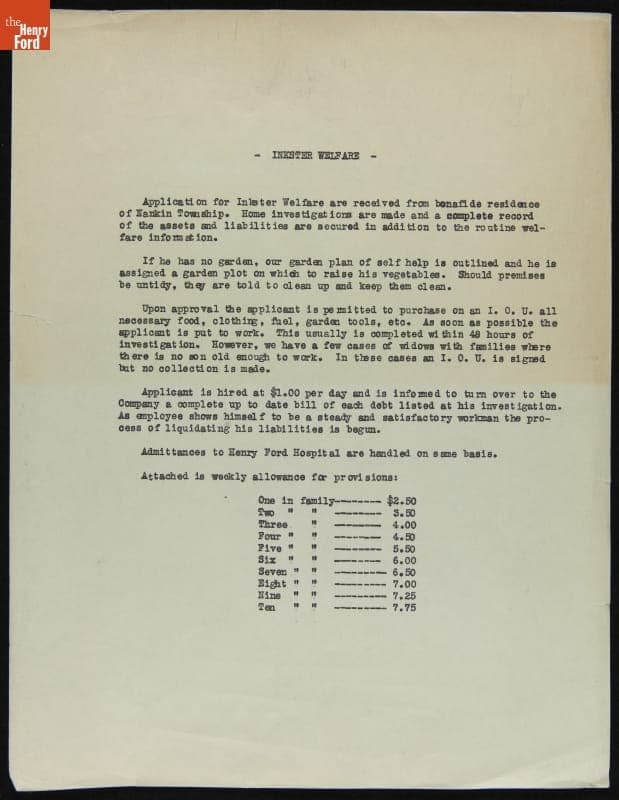 the
Henry
Ford
- INKSTER WELFARE -
Application for Inkster Welfare are received from bonafide residence
of Nankin Township. Home investigations are made and a complete record
of the assets and liabilities are secured in addition to the routine wel-
fare information.
If he has no garden, our garden plan of self help is outlined and he is
assigned a garden plot on which to raise his vegetables. Should premises
be untidy, they are told to clean up and keep them clean.
Upon approval the applicant is permitted to purchase on an I. O. U. all
necessary food, clothing, fuel, garden tools, etc. As soon as possible the
applicant is put to work. This usually is completed within 48 hours of
investigation. However, we have a few cases of widows with families where
there is no son old enough to work. In these cases an I. O. U. is signed
but no collection is made.
Applicant is hired at $1.00 per day and is informed to turn over to the
Company a complete up to date bill of each debt listed at his investigation.
As employee shows himself to be a steady and satisfactory workman the pro-
cess of liquidating his liabilities is begun.
Admittances to Henry Ford Hospital are handled on same basis.
Attached is weekly allowance for provisions:
One in family-------- $2.50
Two " " -------- 3.50
Three " -------- 4.00
Four " " -------- 4.50
Five " " --------- 5.50
Six " " --------- 6.00
Seven " " --------- 6.50
Eight " " --------- 7.00
Nine " " --------- 7.25
Ten " " --------- 7.75